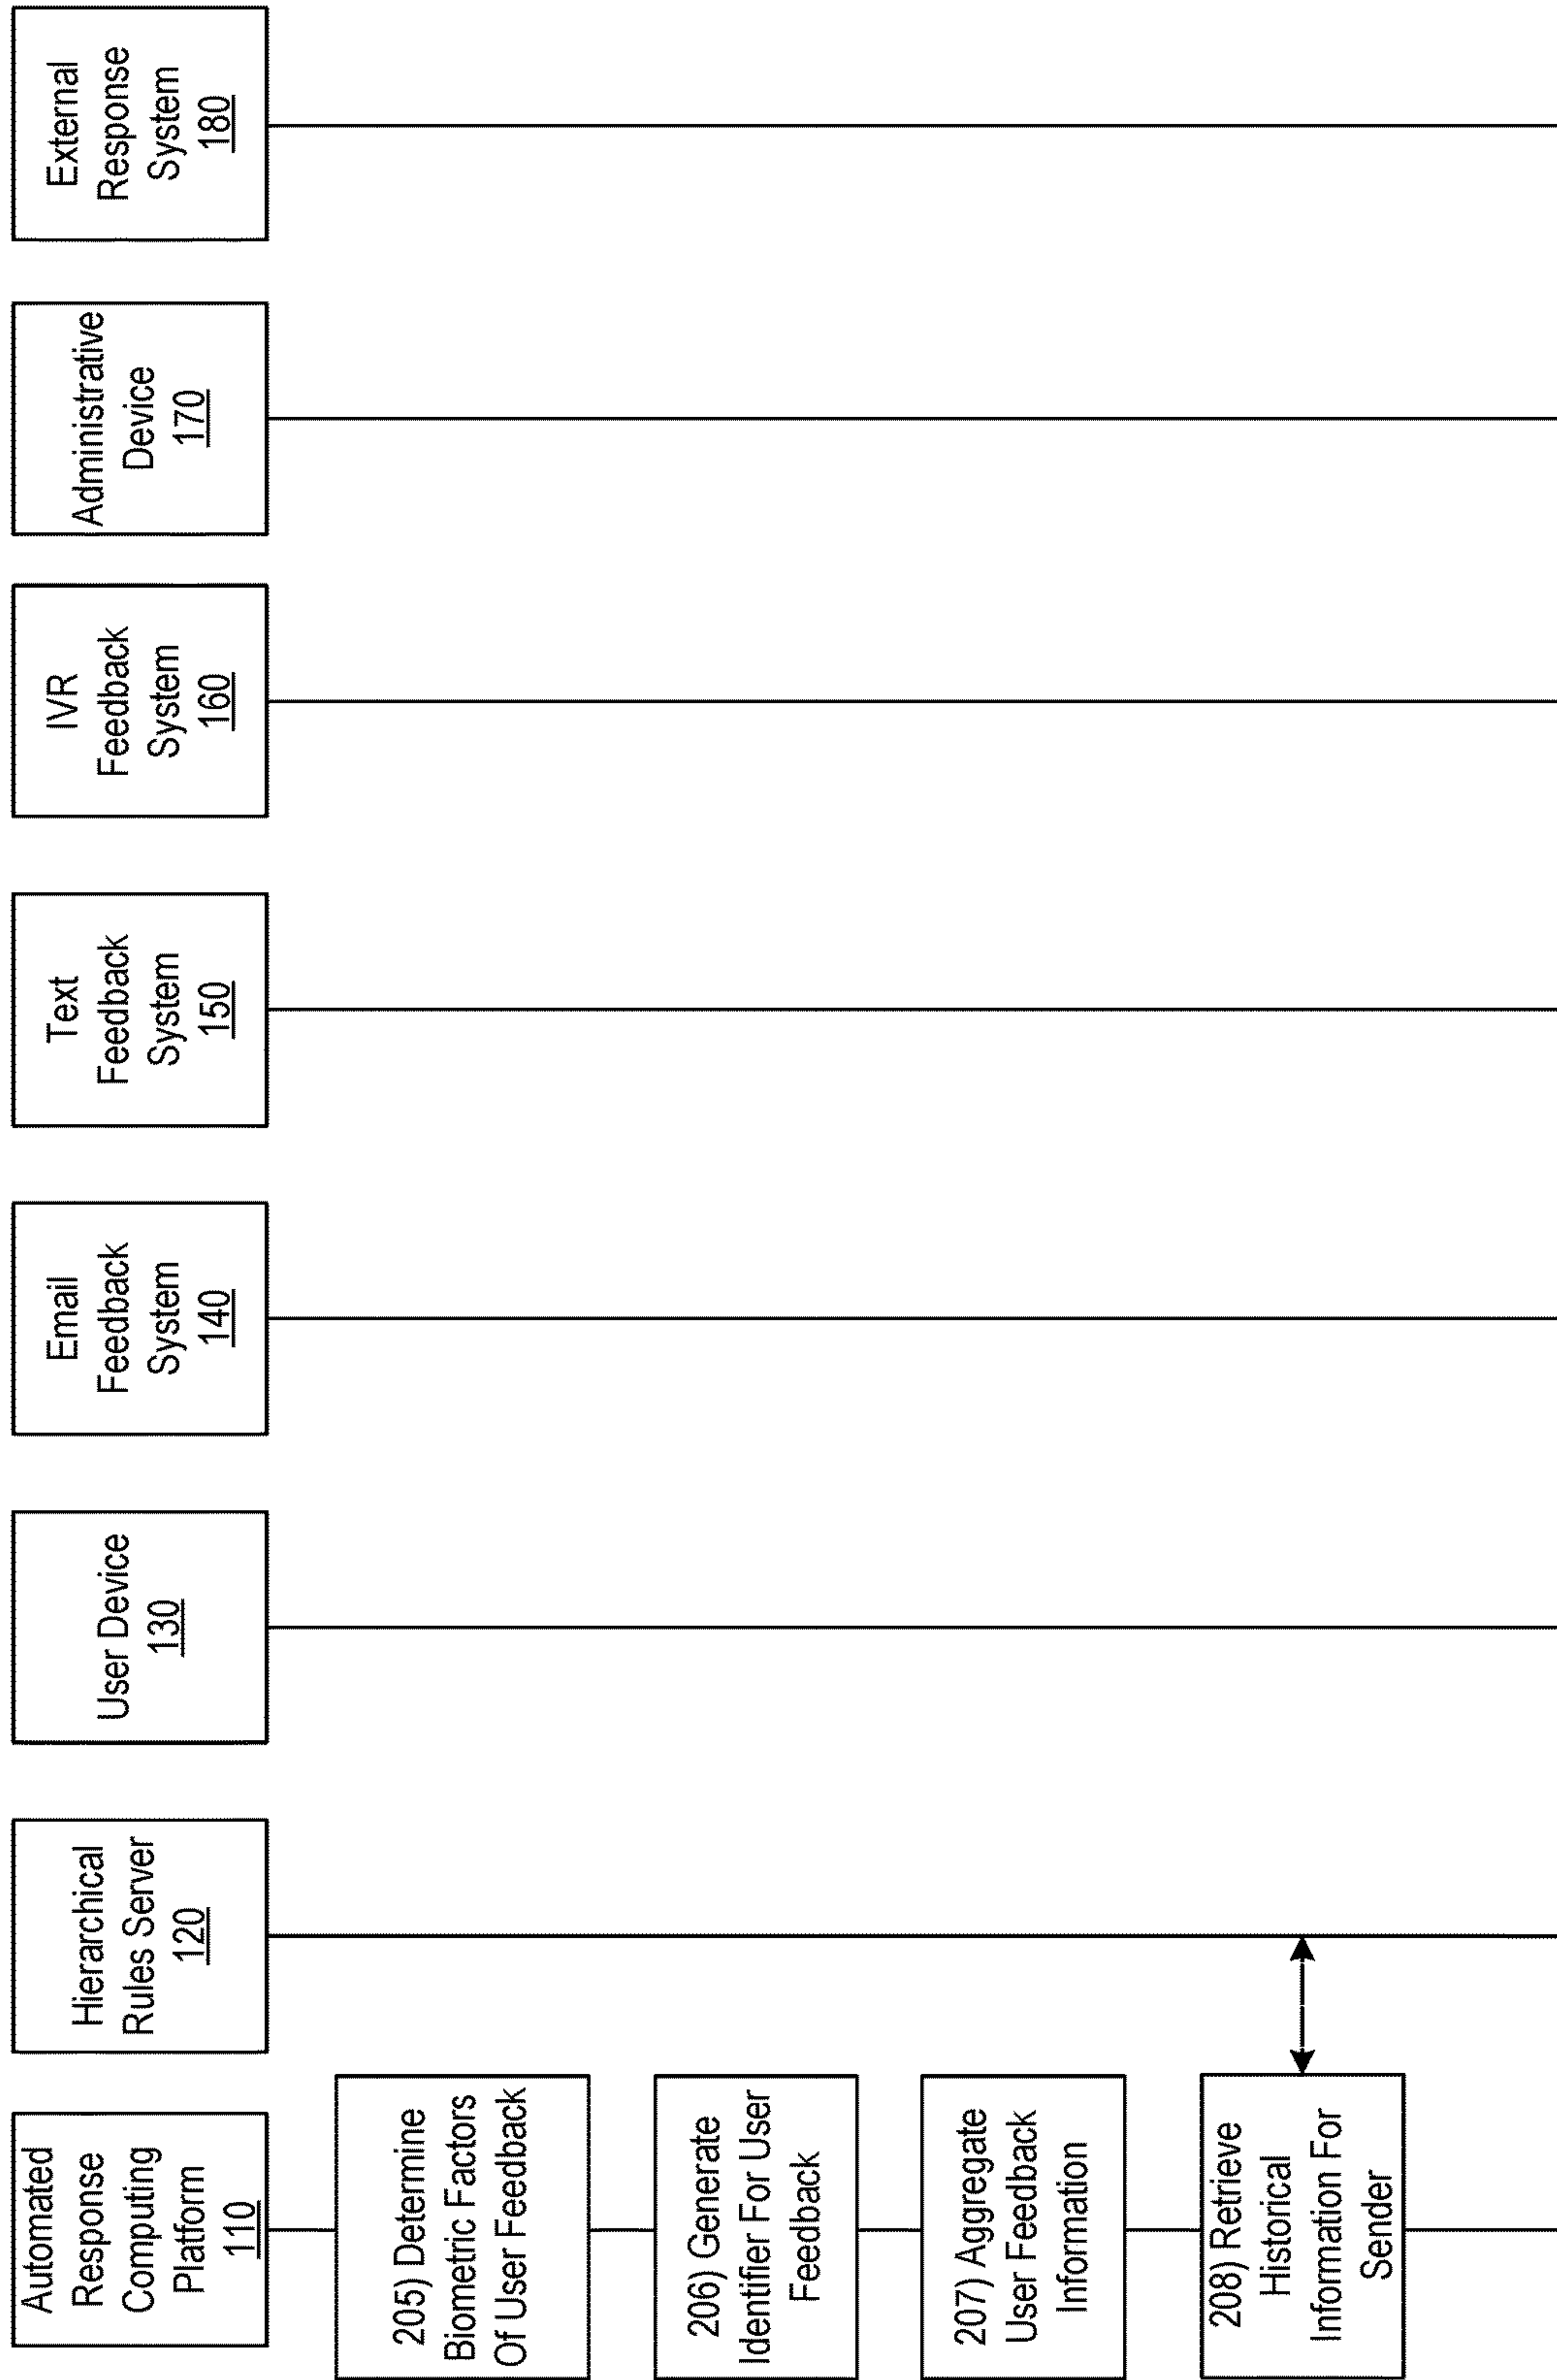 Automated
Response
Computing
Platform
110
Hierarchical
Rules Server
120
User Device
130
Email
Feedback
System
140
Text
Feedback
System
150
IVR
Feedback
System
160
Administrative
Device
170
External
Response
System
180
205) Determine
Biometric Factors
Of User Feedback
206) Generate
Identifier For User
Feedback
207) Aggregate
User Feedback
Information
208) Retrieve
Historical
Information For
Sender